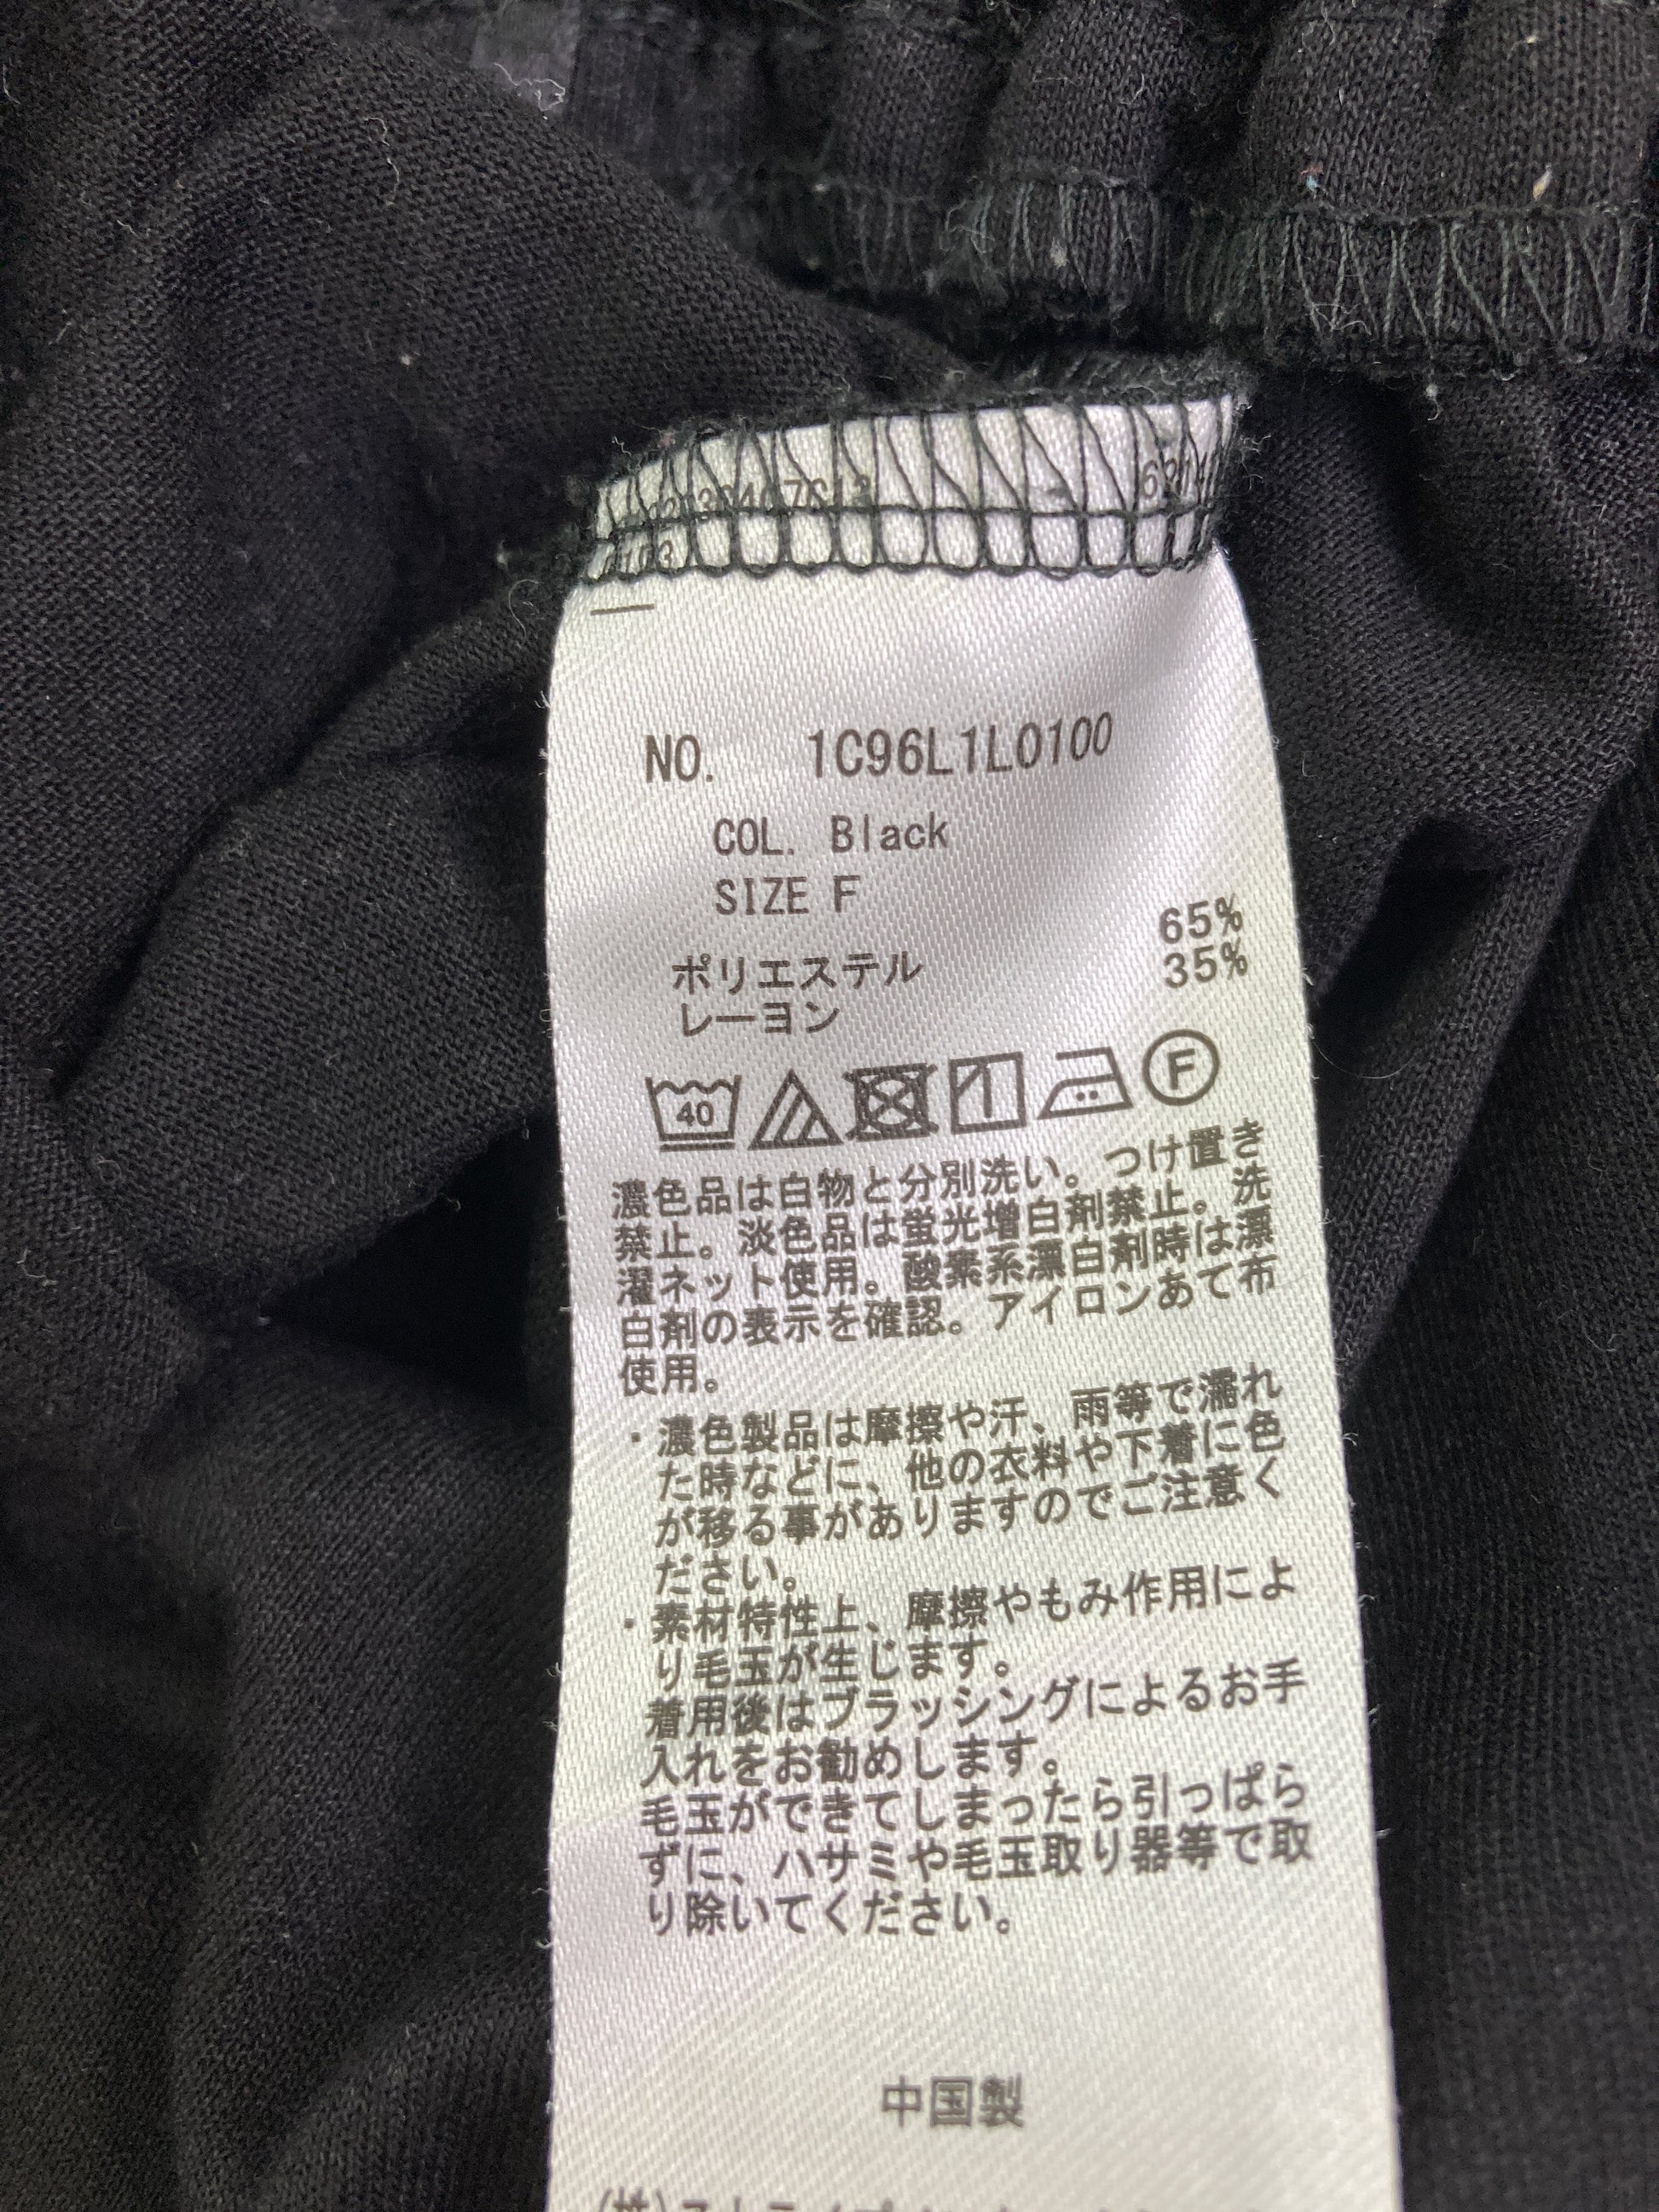 NO. 1C96L1L0100
COL. Black
SIZE F
ポリエステル 65%
レーヨン 35%
40
F
濃色品は白物と分別洗い。つけ置き
禁止。淡色品は蛍光増白剤禁止。洗
濯ネット使用。酸素系漂白剤時は漂
白剤の表示を確認。アイロンあて布
使用。
・濃色製品は摩擦や汗、雨等で濡れ
た時などに、他の衣料や下着に色
が移る事がありますのでご注意く
ださい。
・素材特性上、摩擦やもみ作用によ
り毛玉が生じます。
着用後はブラッシングによるお手
入れをお勧めします。
毛玉ができてしまったら引っぱら
ずに、ハサミや毛玉取り器等で取
り除いてください。
中国製